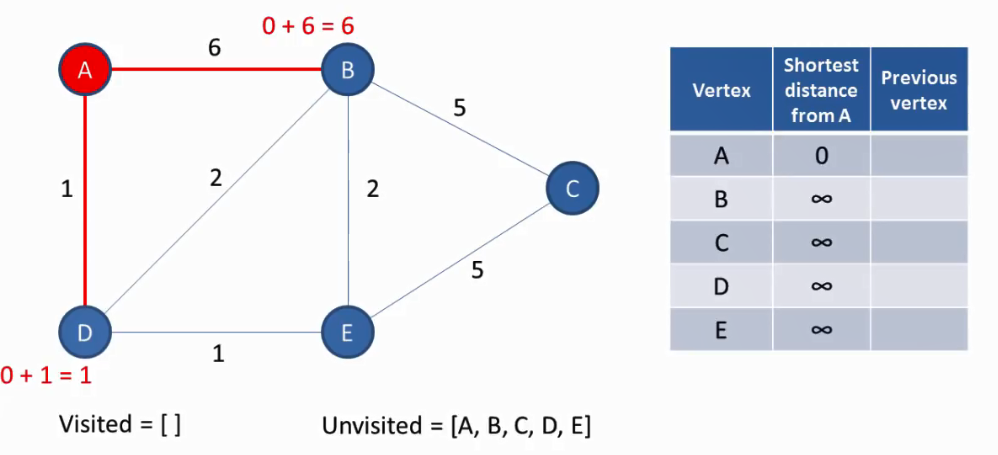 0 + 6 = 6
6
A
B
5
Vertex Shortest distance from A Previous vertex
A 0
B ∞
C ∞
D ∞
E ∞
1
2
2
C
5
D
E
1
0 + 1 = 1
Visited = [ ]
Unvisited = [A, B, C, D, E]